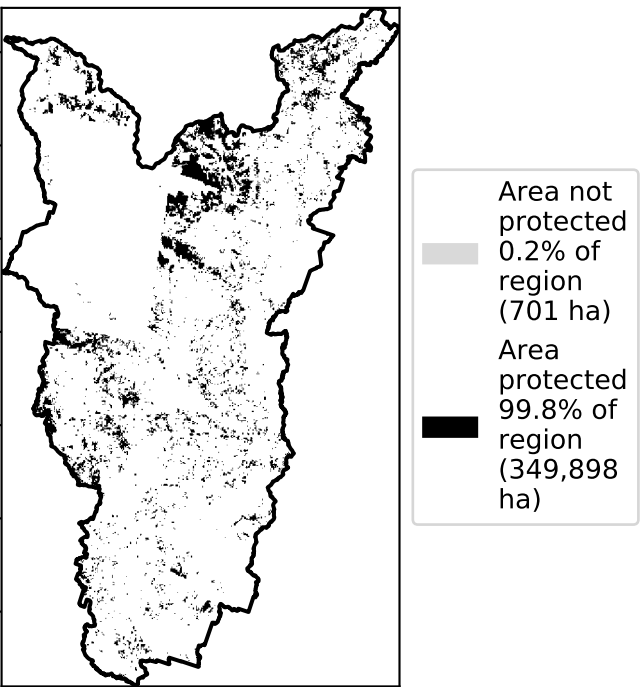 Area not
protected
0.2% of
region
(701 ha)
Area
protected
99.8% of
region
(349,898
ha)